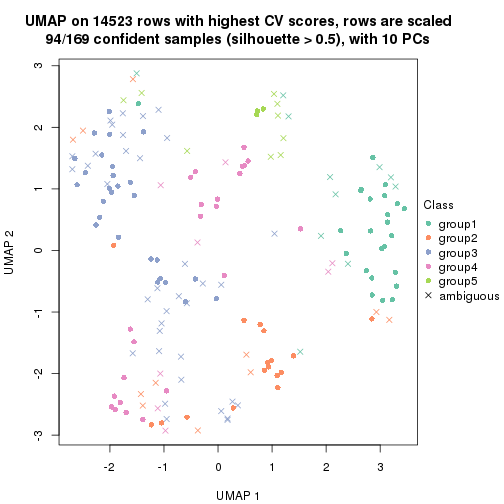 UMAP on 14523 rows with highest CV scores, rows are scaled
94/169 confident samples (silhouette > 0.5), with 10 PCs
3
2
1
0
-1
-2
-3
UMAP 2
-2
-1
0
1
2
3
UMAP 1
Class
group1
group2
group3
group4
group5
ambiguous